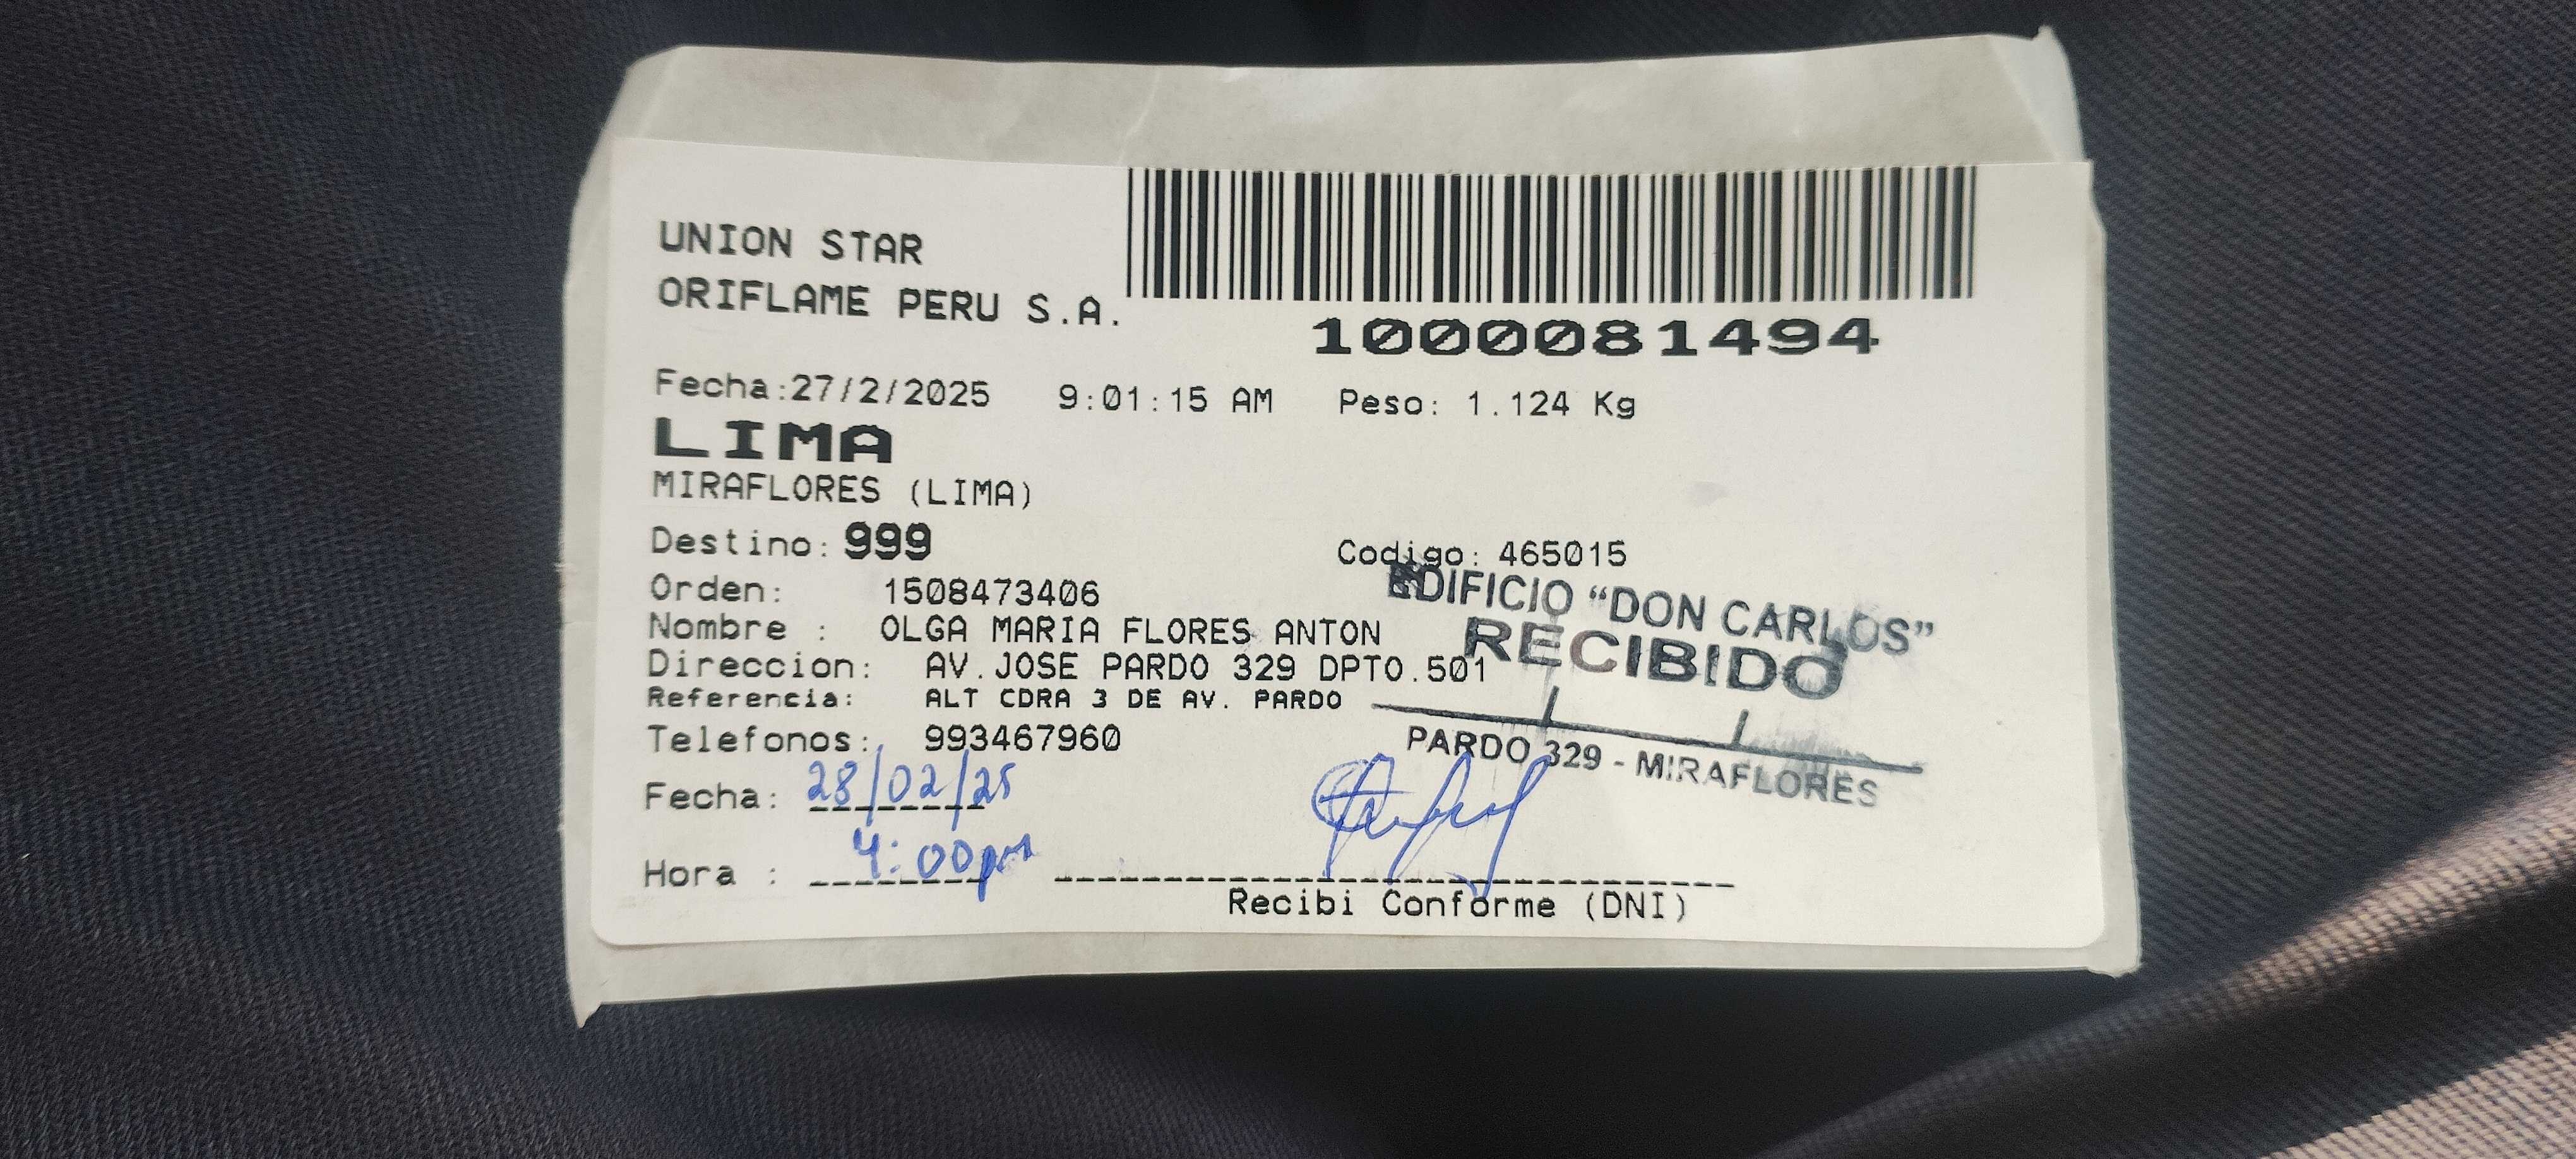 UNION STAR
ORIFLAME PERU S.A.
1000081494
Fecha:27/2/2025 9:01:15 AM Peso: 1.124 Kg
LIMA
MIRAFLORES (LIMA)
Destino: 999 Codigo: 465015
Orden: 1508473406
Nombre : OLGA MARIA FLORES ANTON
Direccion: AV.JOSE PARDO 329 DPTO.501
Referencia: ALT CDRA 3 DE AV. PARDO
Telefonos: 993467960
EDIFICIO “DON CARLOS”
RECIBIDO
PARDO 329 - MIRAFLORES
Fecha: 28/02/25
Hora : 4:00pm
Recibi Conforme (DNI)